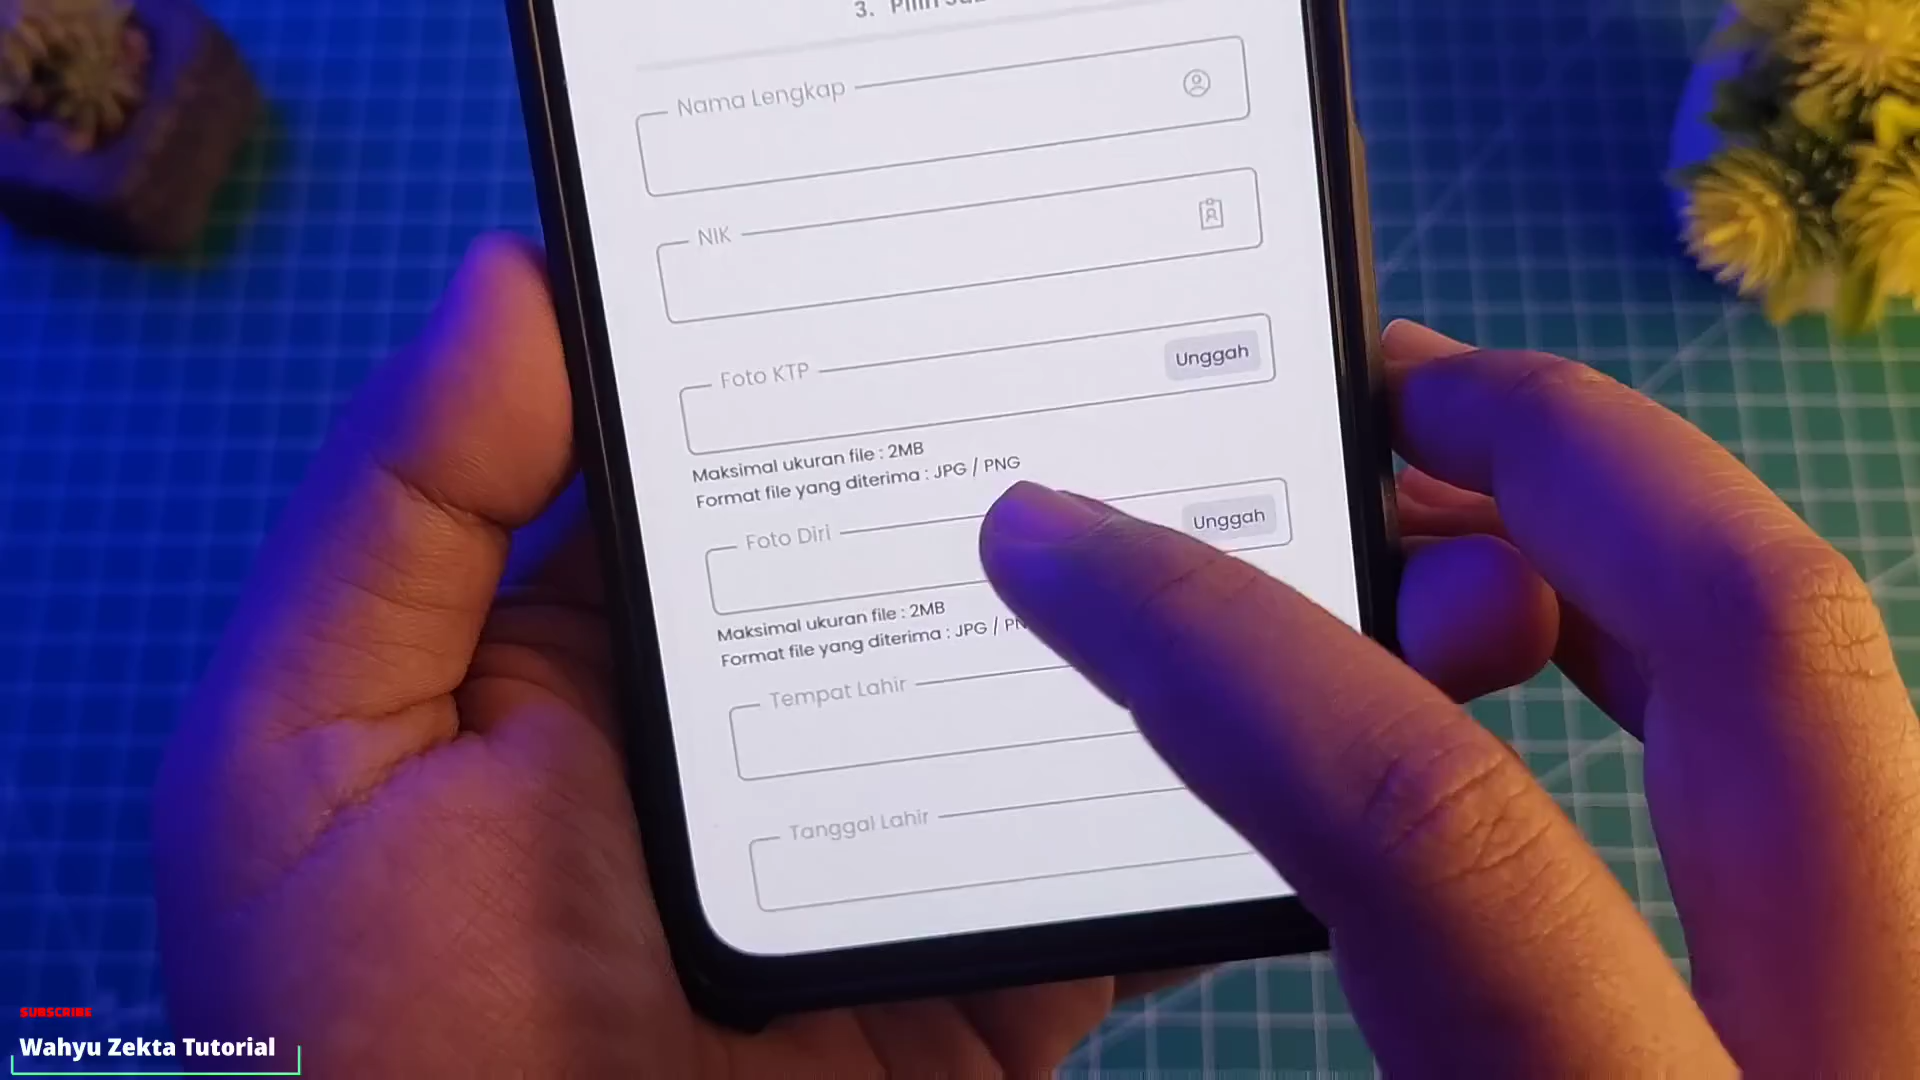 3.
Nama Lengkap
NIK
Foto KTP
Unggah
Maksimal ukuran file : 2MB
Format file yang diterima : JPG / PNG
Foto Diri
Unggah
Maksimal ukuran file : 2MB
Format file yang diterima : JPG /
Tempat Lahir
Tanggal Lahir
SUBSCRIBE
Wahyu Zekta Tutorial